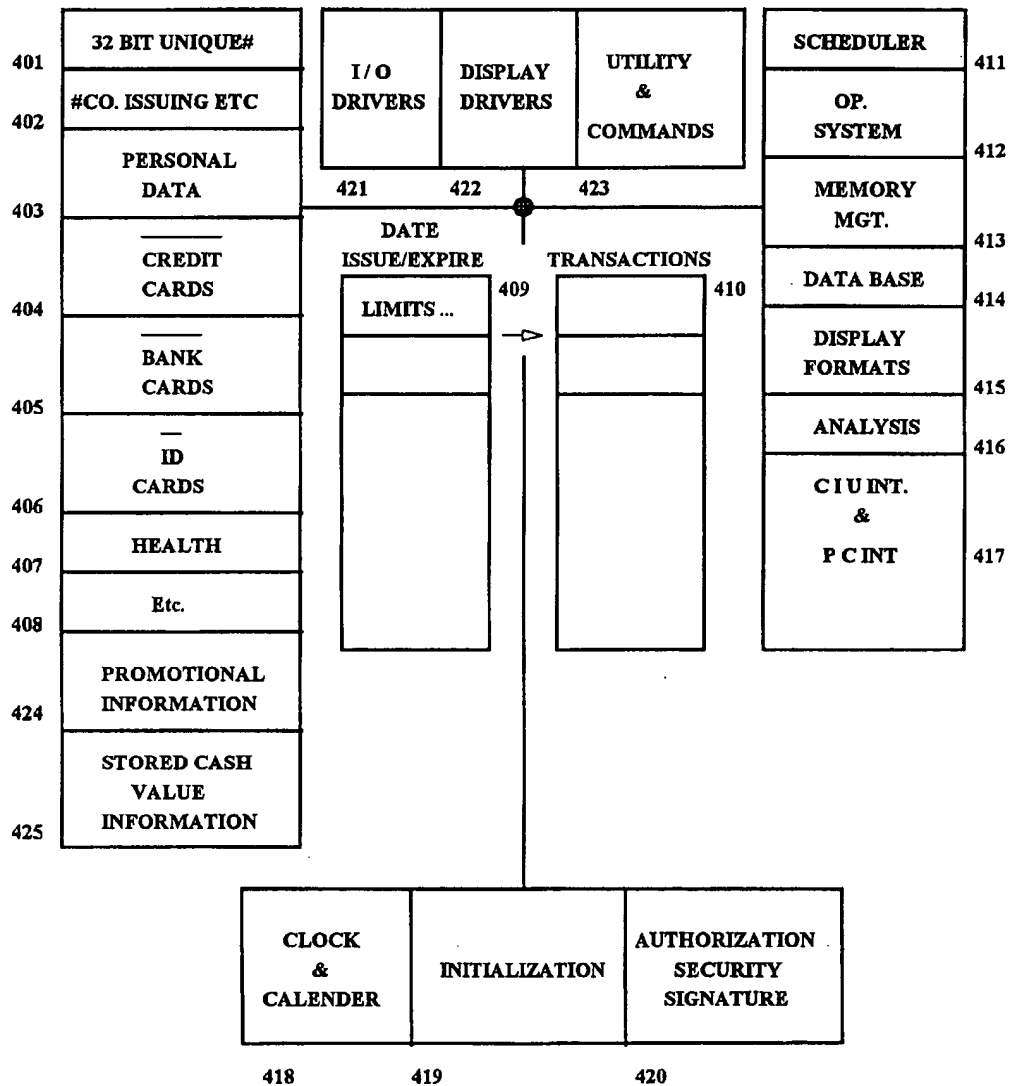 32 BIT UNIQUE#
401
#CO. ISSUING ETC
402
PERSONAL
DATA
403
CREDIT
CARDS
404
BANK
CARDS
405
ID
CARDS
406
HEALTH
407
Etc.
408
PROMOTIONAL
INFORMATION
424
STORED CASH
VALUE
INFORMATION
425
I / O
DRIVERS
421
DISPLAY
DRIVERS
422
UTILITY
&
COMMANDS
423
DATE
ISSUE/EXPIRE
409
LIMITS ...
TRANSACTIONS
410
SCHEDULER
411
OP.
SYSTEM
412
MEMORY
MGT.
413
DATA BASE
414
DISPLAY
FORMATS
415
ANALYSIS
416
C I U INT.
&
P C INT
417
CLOCK
&
CALENDER
418
INITIALIZATION
419
AUTHORIZATION
SECURITY
SIGNATURE
420